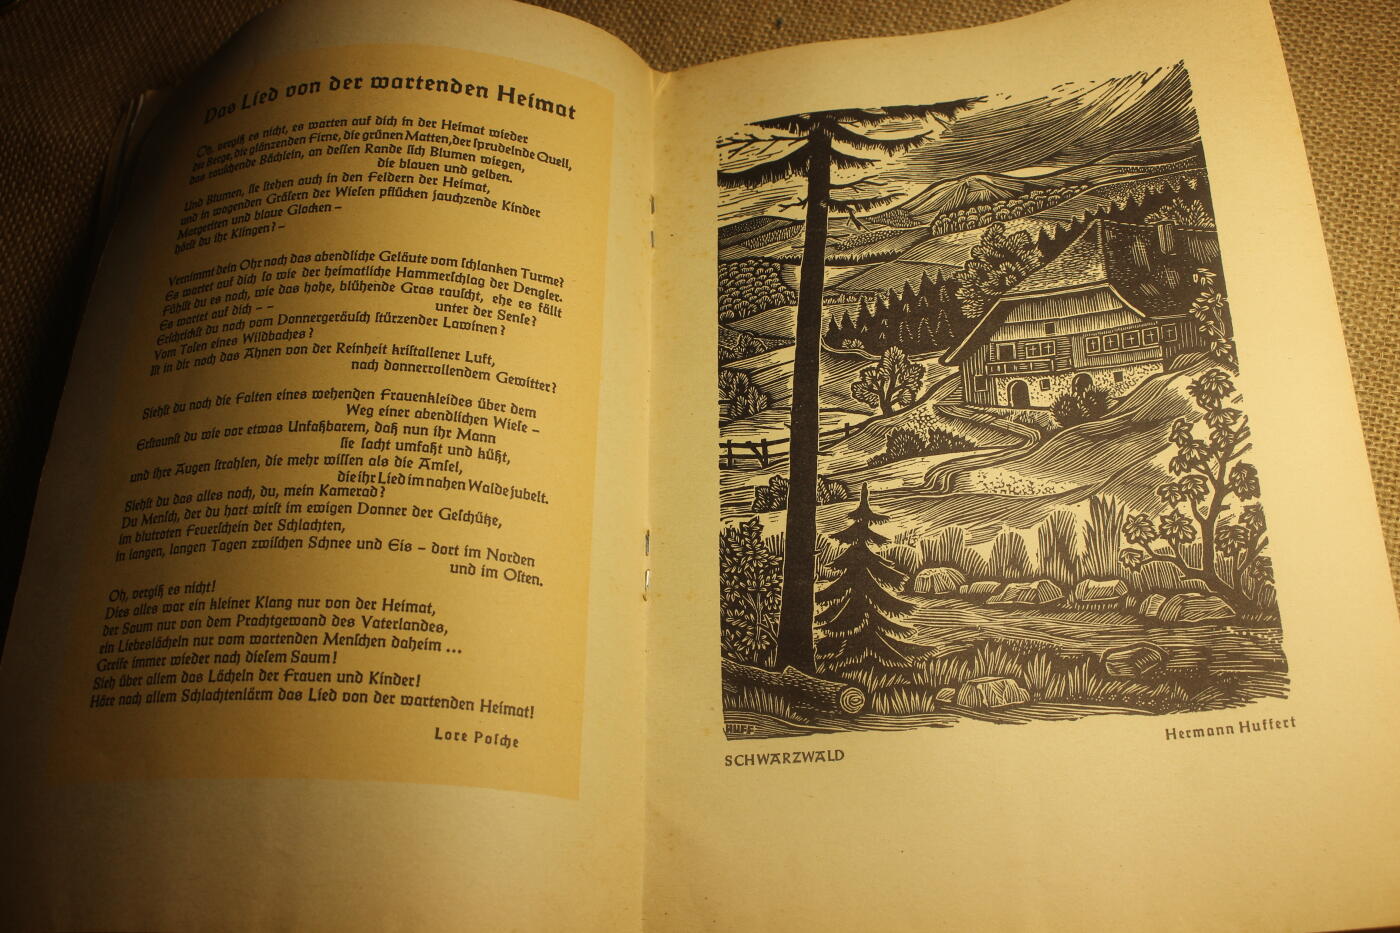 Das Lied von der wartenden Heimat
Oh, vergiß es nicht, es warten auf dich in der Heimat wieder
die Berge, die glänzenden Firne, die grünen Matten, der sprudelnde Quell,
das rauschende Bächlein, an dessen Rande sich Blumen wiegen,
die blauen und gelben.
Und Blumen, sie stehen auch in den Feldern der Heimat,
und in wogenden Gräsern der Wiesen pflücken jauchzende Kinder
Margeriten und blaue Glocken –
hörst du ihr Klingen? –
Vernimmt dein Ohr noch das abendliche Geläute vom schlanken Turme?
Es wartet auf dich so wie der heimatliche Hammerschlag der Dengler.
Fühlst du es noch, wie das hohe, blühende Gras rauscht, ehe es fällt
unter der Sense?
Es wartet auf dich – –
Erschrickst du noch vom Donnergeräusch stürzender Lawinen?
Vom Tosen eines Wildbaches?
Ist in dir noch das Ahnen von der Reinheit kristallener Luft,
nach donnerrollendem Gewitter?
Siehst du noch die Falten eines wehenden Frauenkleides über dem
Weg einer abendlichen Wiese –
Erstaunst du wie vor etwas Unfaßbarem, daß nun ihr Mann
sie sacht umfaßt und küßt,
und ihre Augen strahlen, die mehr wissen als die Amsel,
die ihr Lied im nahen Walde jubelt.
Siehst du das alles noch, du, mein Kamerad?
Du Mensch, der du hart wirst im ewigen Donner der Geschütze,
im blutroten Feuerschein der Schlachten,
in langen, langen Tagen zwischen Schnee und Eis – dort im Norden
und im Osten.
Oh, vergiß es nicht!
Dies alles war ein kleiner Klang nur von der Heimat,
der Saum nur von dem Prachtgewand des Vaterlandes,
ein Liebeslächeln nur vom wartenden Menschen daheim ...
Greife immer wieder nach diesem Saum!
Sieh über allem das Lächeln der Frauen und Kinder!
Höre nach allem Schlachtenlärm das Lied von der wartenden Heimat!
Lore Posche
HUFF
SCHWARZWALD
Hermann Huffert